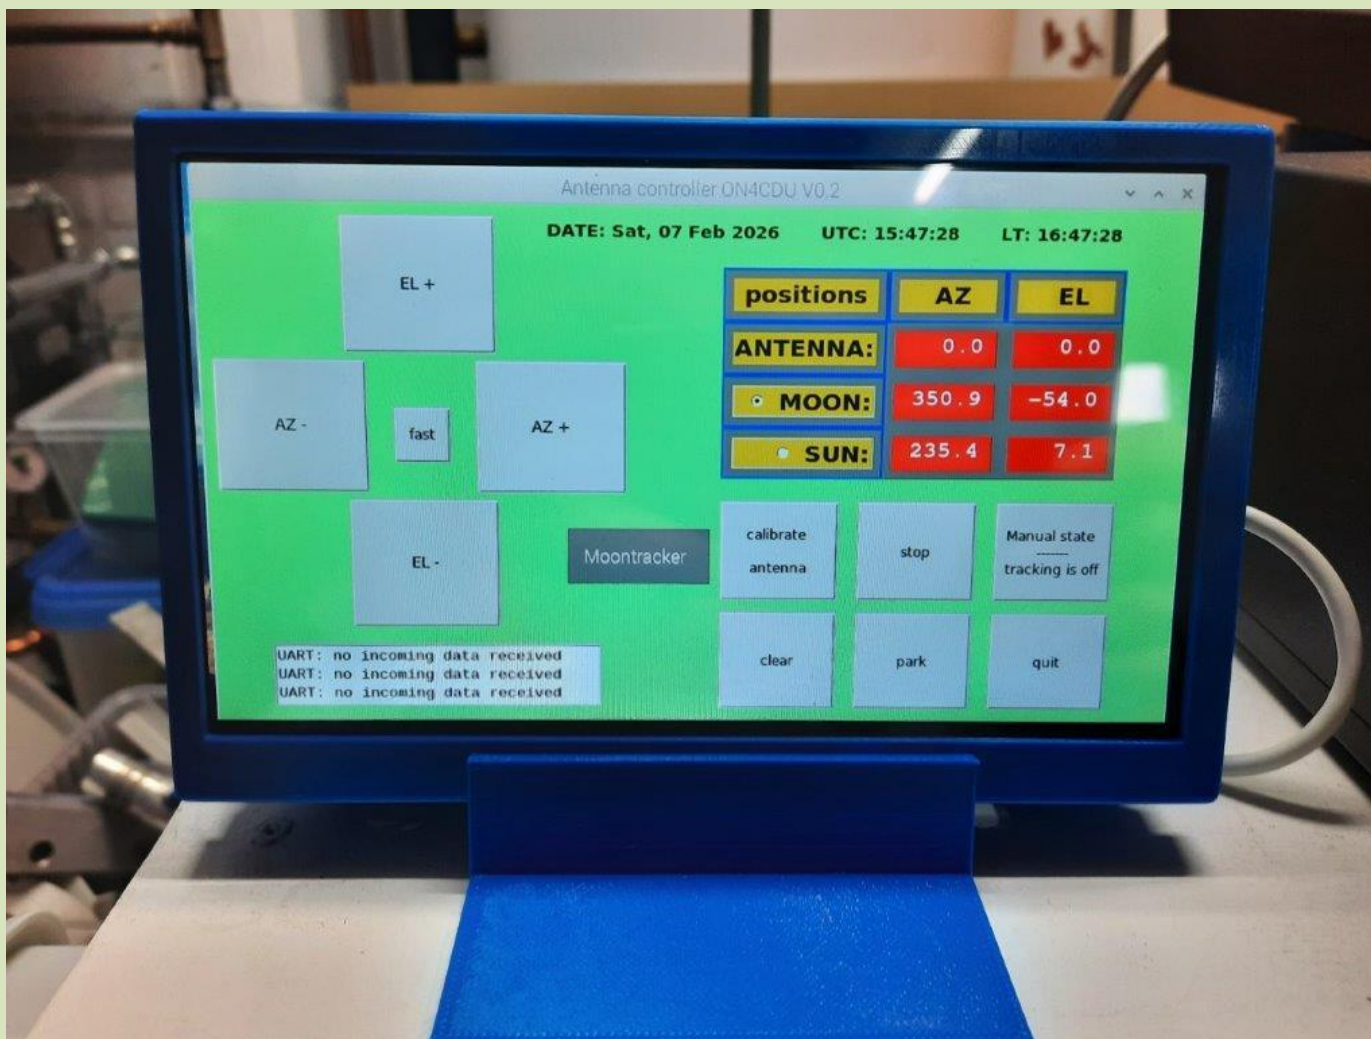 Antenna controller ON4CDU V0.2
DATE: Sat, 07 Feb 2026 UTC: 15:47:28 LT: 16:47:28
EL +
AZ -
fast
AZ +
EL -
positions AZ EL
ANTENNA: 0.0 0.0
MOON: 350.9 -54.0
SUN: 235.4 7.1
Moontracker
calibrate
antenna
stop
Manual state
-------
tracking is off
clear
park
quit
UART: no incoming data received
UART: no incoming data received
UART: no incoming data received